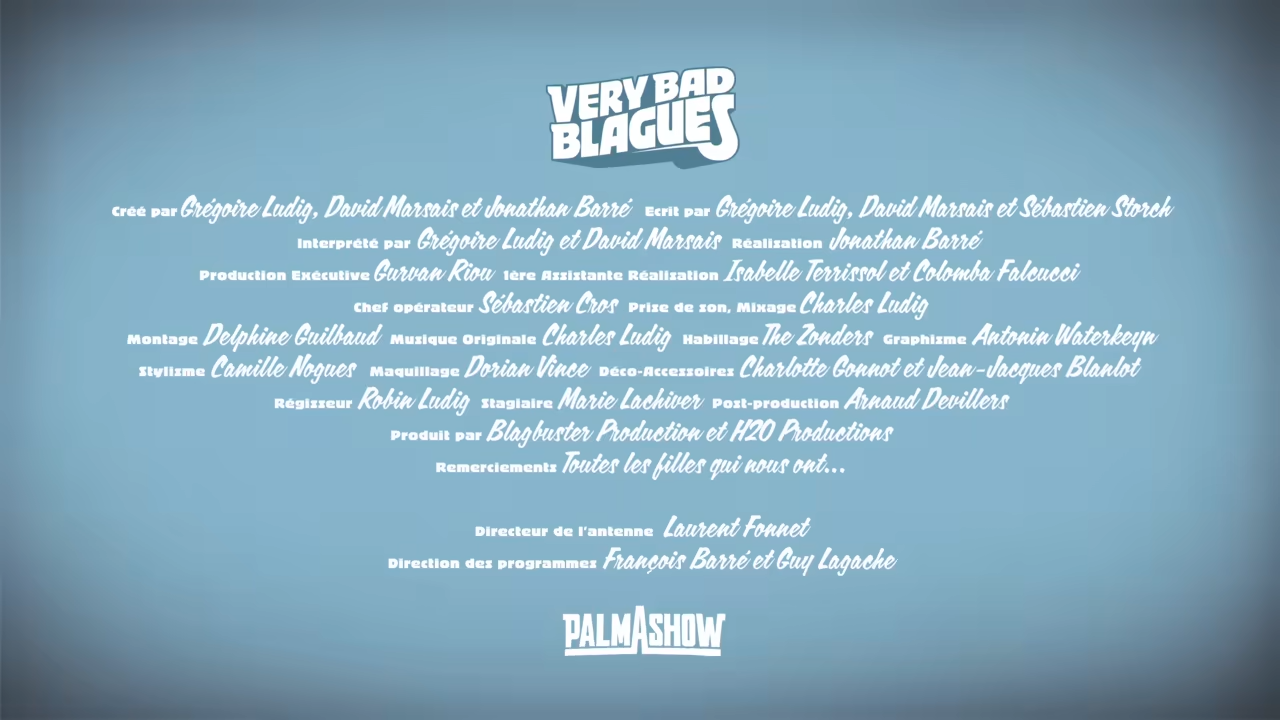 VERY BAD
BLAGUES
Créé par Grégoire Ludig, David Marsais et Jonathan Barré Ecrit par Grégoire Ludig, David Marsais et Sébastien Storch
Interprété par Grégoire Ludig et David Marsais Réalisation Jonathan Barré
Production Exécutive Gurvan Riou 1ère Assistante Réalisation Isabelle Terrissol et Colomba Falcucci
Chef opérateur Sébastien Cros Prise de son, Mixage Charles Ludig
Montage Delphine Guilbaud Musique Originale Charles Ludig Habillage The Zonders Graphisme Antonin Waterkeyn
Stylisme Camille Nogues Maquillage Dorian Vince Déco-Accessoires Charlotte Gonnot et Jean-Jacques Blanlot
Régisseur Robin Ludig Stagiaire Marie Lachiver Post-production Arnaud Devillers
Produit par Blagbuster Production et H2O Productions
Remerciements Toutes les filles qui nous ont...
Directeur de l'antenne Laurent Fonnet
Direction des programmes François Barré et Guy Lagache
PALMASHOW